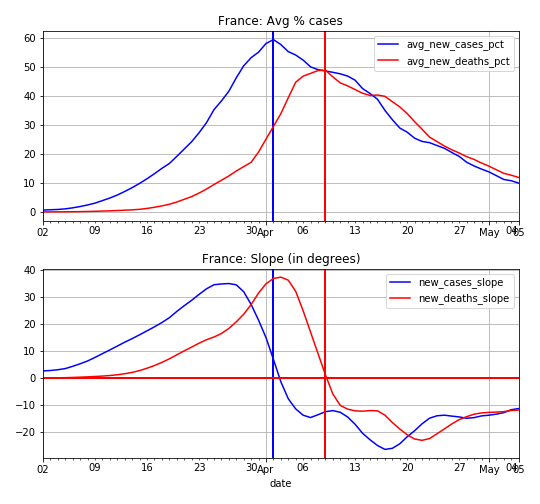 France: Avg % cases
avg_new_cases_pct
avg_new_deaths_pct
60
50
40
30
20
10
0
02 09 16 23 30 Apr 06 13 20 27 May 04 05
France: Slope (in degrees)
new_cases_slope
new_deaths_slope
40
30
20
10
0
−10
−20
02 09 16 23 30 Apr 06 13 20 27 May 04 05
date